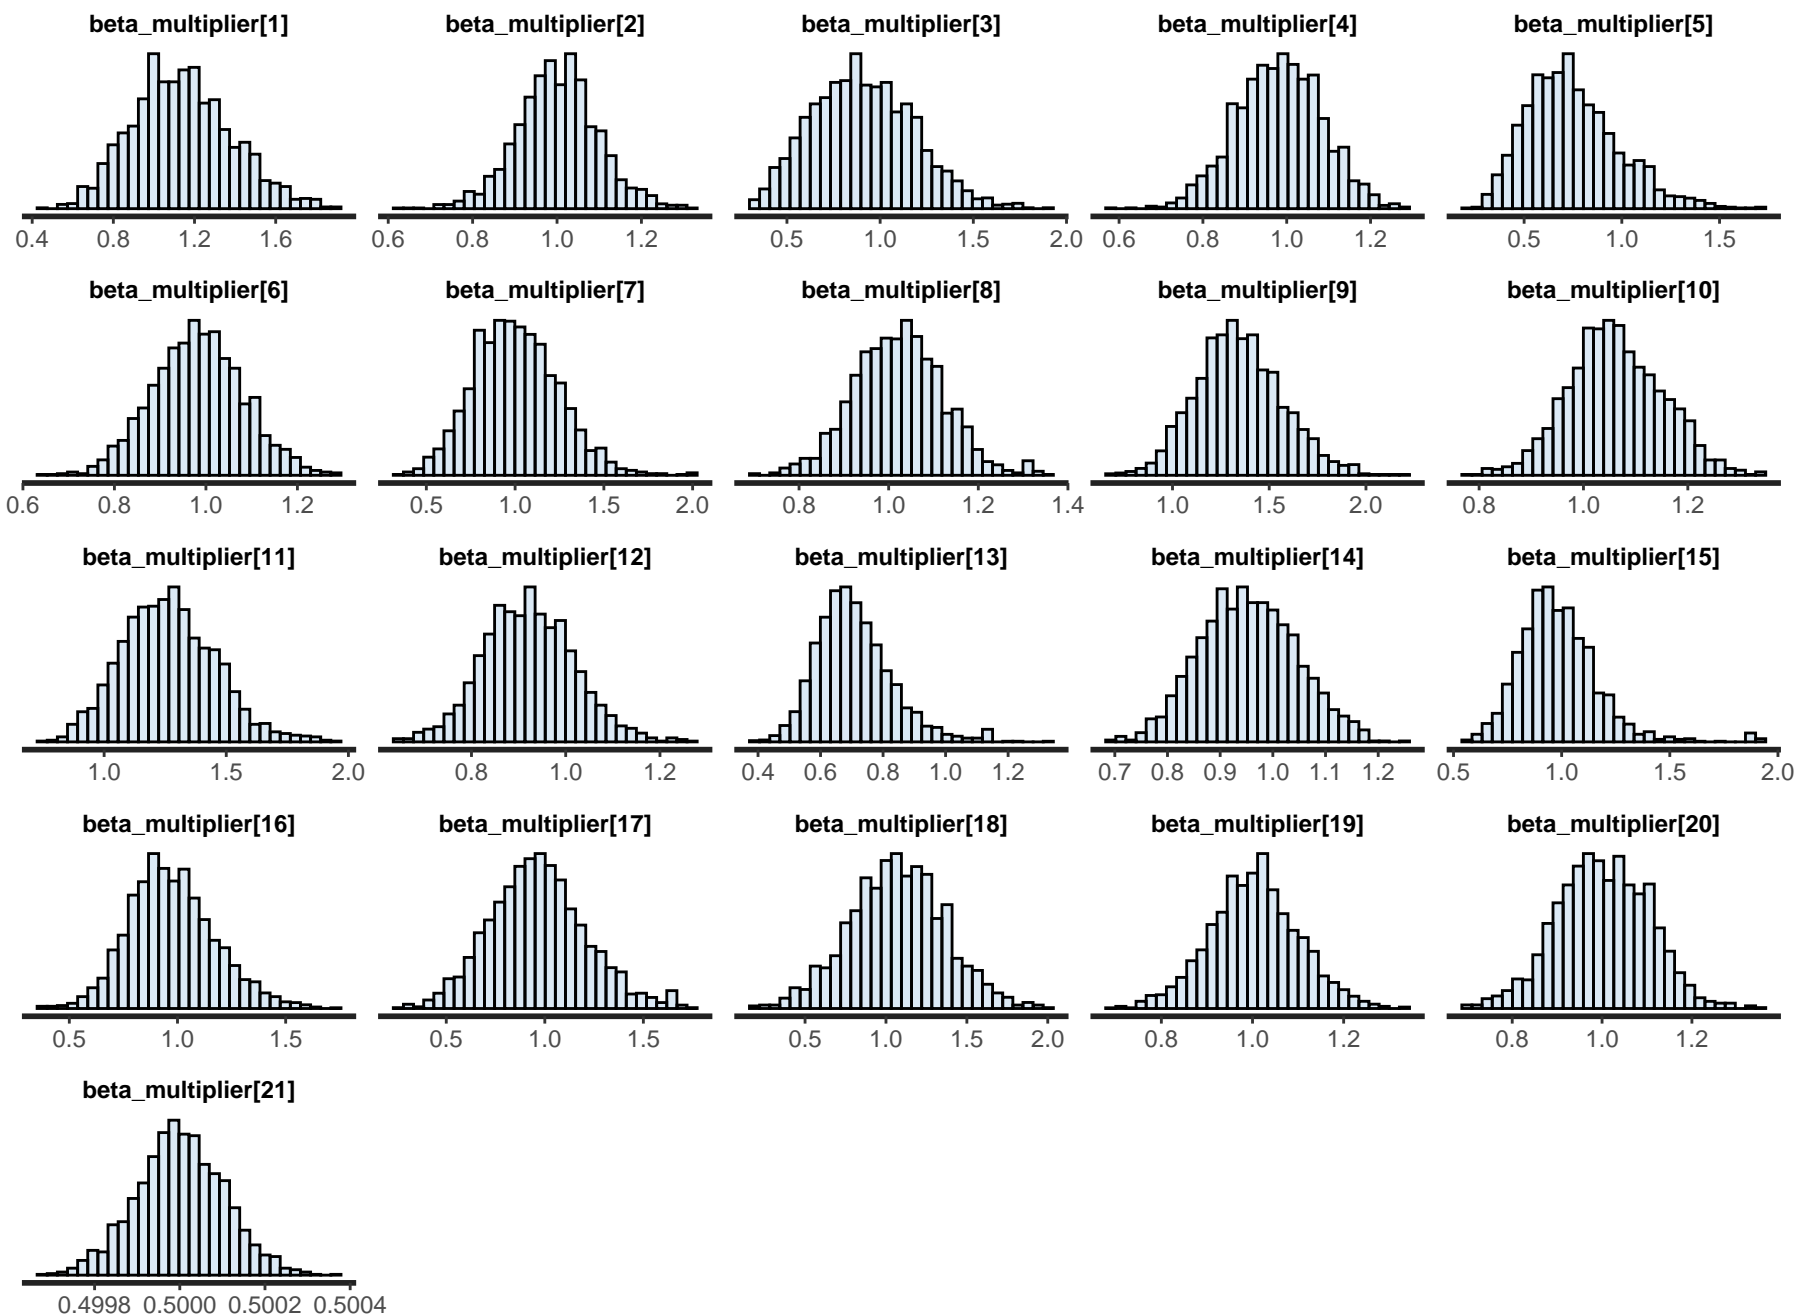 beta_multiplier[1] beta_multiplier[2] beta_multiplier[3] beta_multiplier[4] beta_multiplier[5]
0.4 0.8 1.2 1.6 0.6 0.8 1.0 1.2 0.5 1.0 1.5 2.0 0.6 0.8 1.0 1.2 0.5 1.0 1.5
beta_multiplier[6] beta_multiplier[7] beta_multiplier[8] beta_multiplier[9] beta_multiplier[10]
0.6 0.8 1.0 1.2 0.5 1.0 1.5 2.0 0.8 1.0 1.2 1.4 1.0 1.5 2.0 0.8 1.0 1.2
beta_multiplier[11] beta_multiplier[12] beta_multiplier[13] beta_multiplier[14] beta_multiplier[15]
1.0 1.5 2.0 0.8 1.0 1.2 0.4 0.6 0.8 1.0 1.2 0.7 0.8 0.9 1.0 1.1 1.2 0.5 1.0 1.5 2.0
beta_multiplier[16] beta_multiplier[17] beta_multiplier[18] beta_multiplier[19] beta_multiplier[20]
0.5 1.0 1.5 0.5 1.0 1.5 0.5 1.0 1.5 2.0 0.8 1.0 1.2 0.8 1.0 1.2
beta_multiplier[21]
0.4998 0.5000 0.5002 0.5004